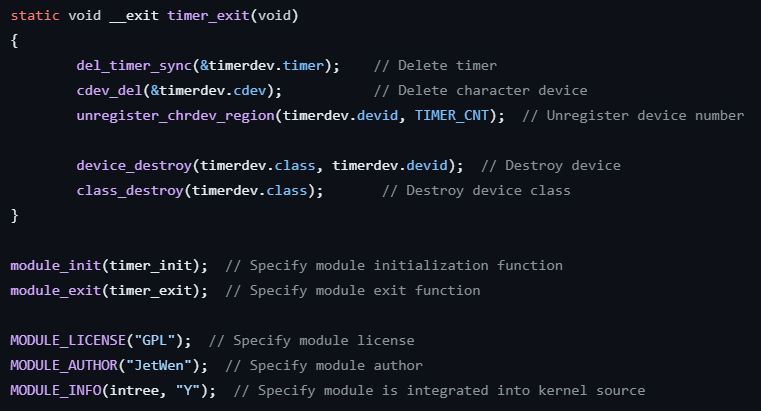 static void __exit timer_exit(void)
{
        del_timer_sync(&timerdev.timer);    // Delete timer
        cdev_del(&timerdev.cdev);           // Delete character device
        unregister_chrdev_region(timerdev.devid, TIMER_CNT);  // Unregister device number

        device_destroy(timerdev.class, timerdev.devid);  // Destroy device
        class_destroy(timerdev.class);       // Destroy device class
}

module_init(timer_init);  // Specify module initialization function
module_exit(timer_exit);  // Specify module exit function

MODULE_LICENSE("GPL");  // Specify module license
MODULE_AUTHOR("JetWen");  // Specify module author
MODULE_INFO(intree, "Y");  // Specify module is integrated into kernel source